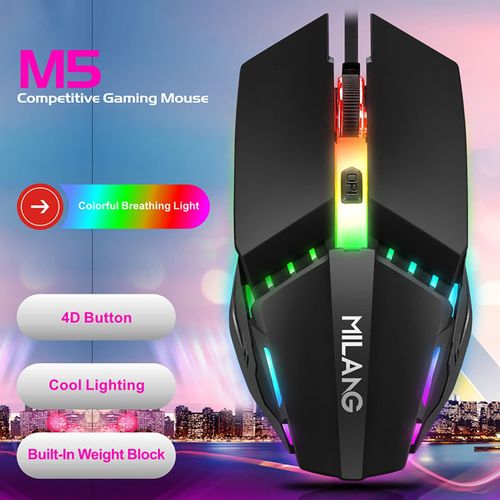 M5
Competitive Gaming Mouse
Colorful Breathing Light
4D Button
Cool Lighting
Built-In Weight Block
DPI
MILANG